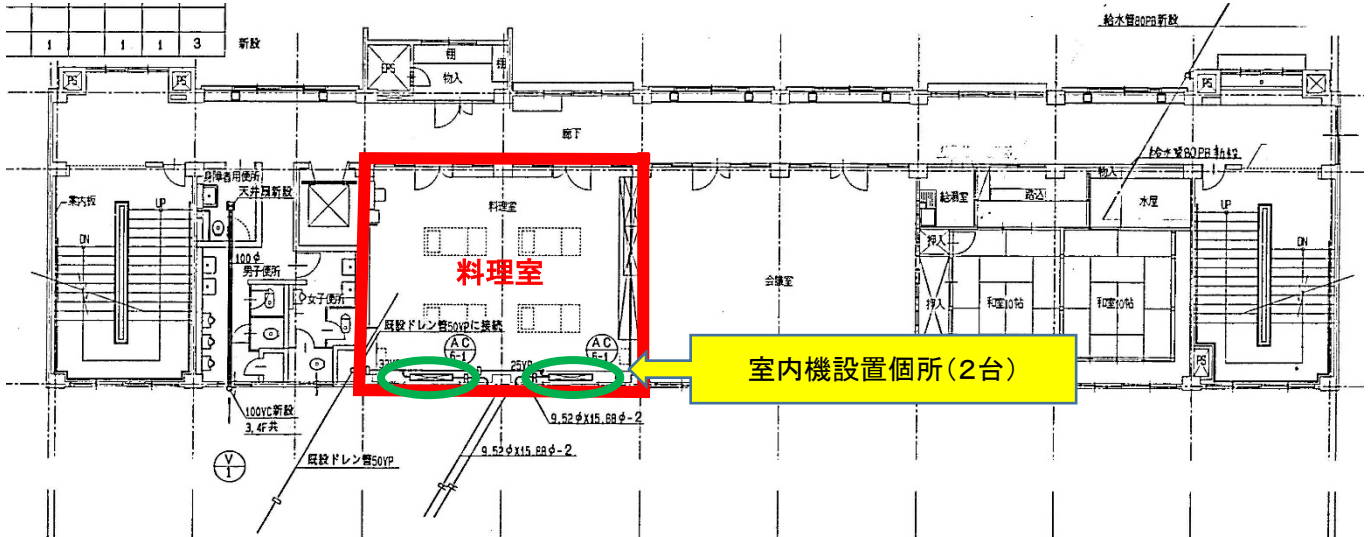 給水管80PB新設
1 1 1 3 新設
PS
PS
EPS
棚
棚
物入
PS
廊下
給水管80PB新設
身障者用便所
天井扇新設
案内板
料理室
給湯室
踏込
物入
水屋
UP
DN
UP
DN
100φ
男子便所
女子便所
料理室
会議室
押入
押入
和室10帖
和室10帖
既設ドレン管50VPに接続
AC
6-1
AC
6-1
25VP
室内機設置個所(2台)
PS
100VC新設
3,4F共
9.52φX15.88φ-2
9.52φX15.88φ-2
既設ドレン管50VP
V
1